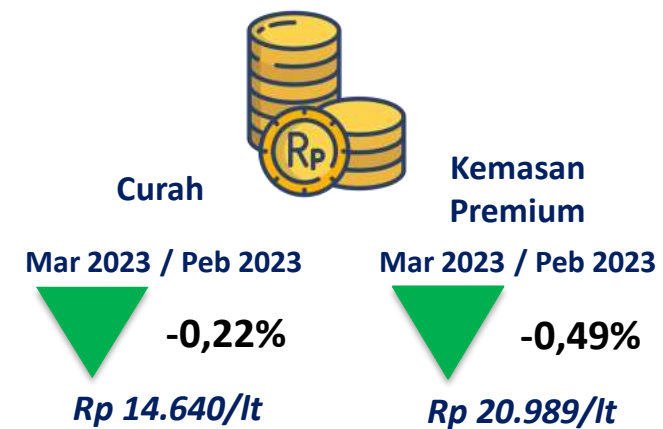 Rp
Curah
Mar 2023 / Peb 2023
-0,22%
Rp 14.640/lt
Kemasan
Premium
Mar 2023 / Peb 2023
-0,49%
Rp 20.989/lt